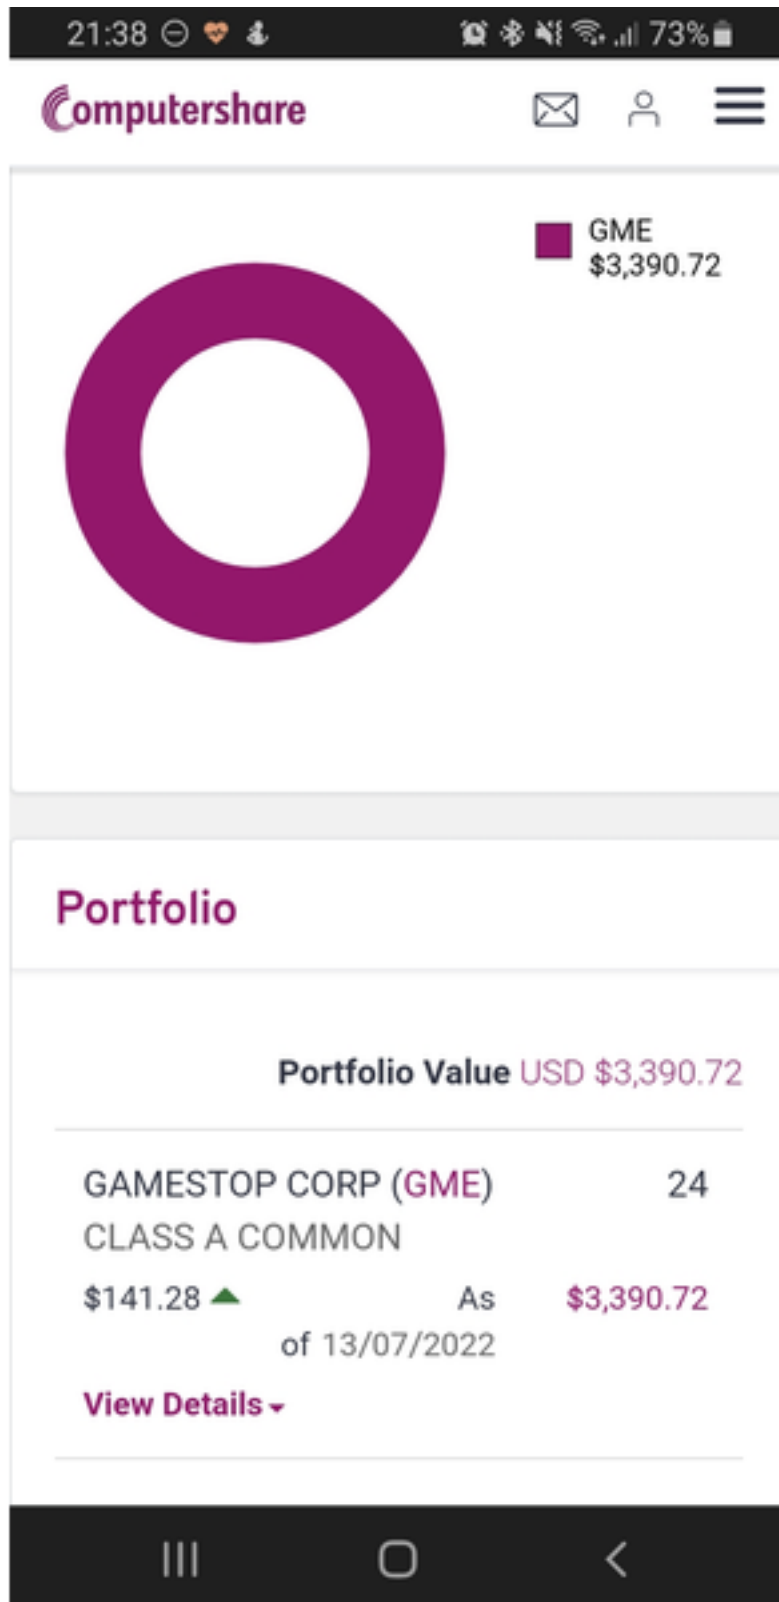 21:38 73%
Computershare
GME
$3,390.72
Portfolio
Portfolio Value USD $3,390.72
GAMESTOP CORP (GME) 24
CLASS A COMMON
$141.28 As $3,390.72
of 13/07/2022
View Details